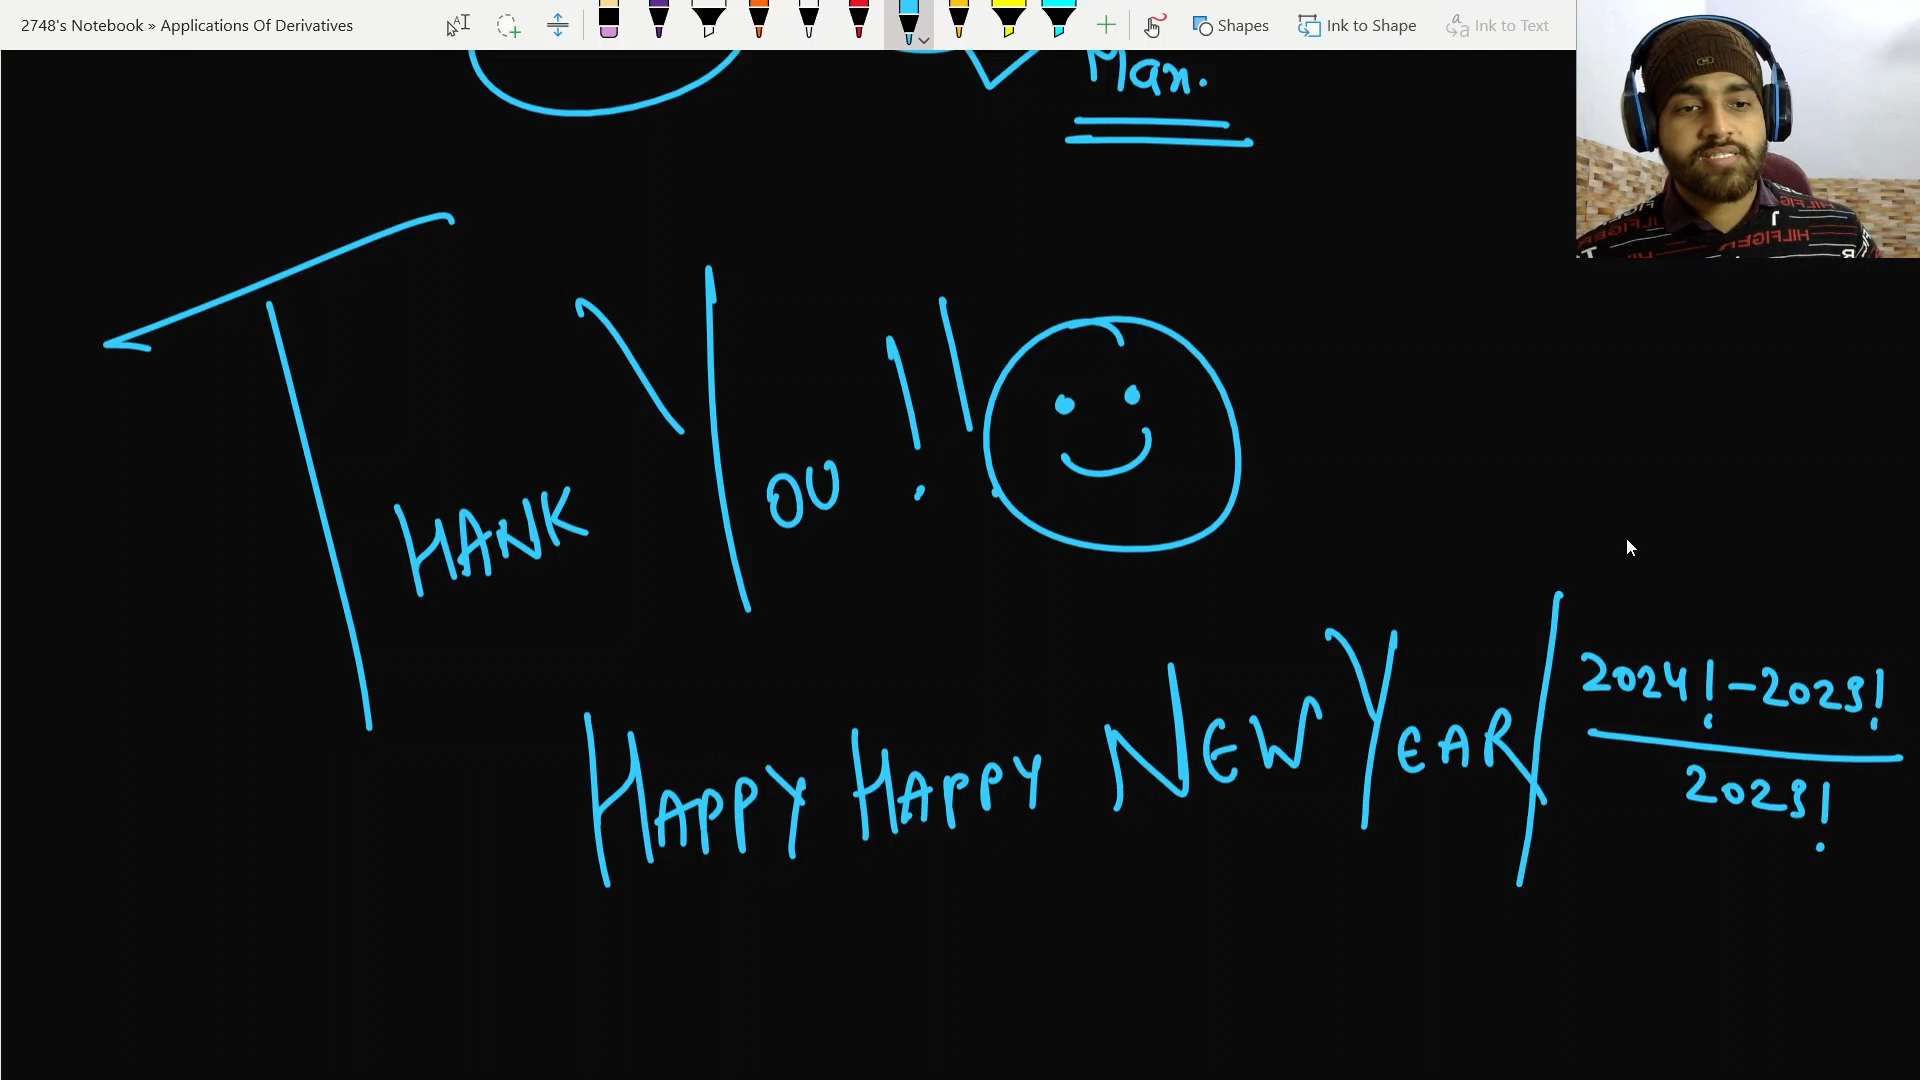 2748's Notebook » Applications Of Derivatives
Shapes
Ink to Shape
Ink to Text
Max.
THANK YOU!!
HAPPY HAPPY NEW YEAR
2024! - 2023!
2023!
HILFIGER